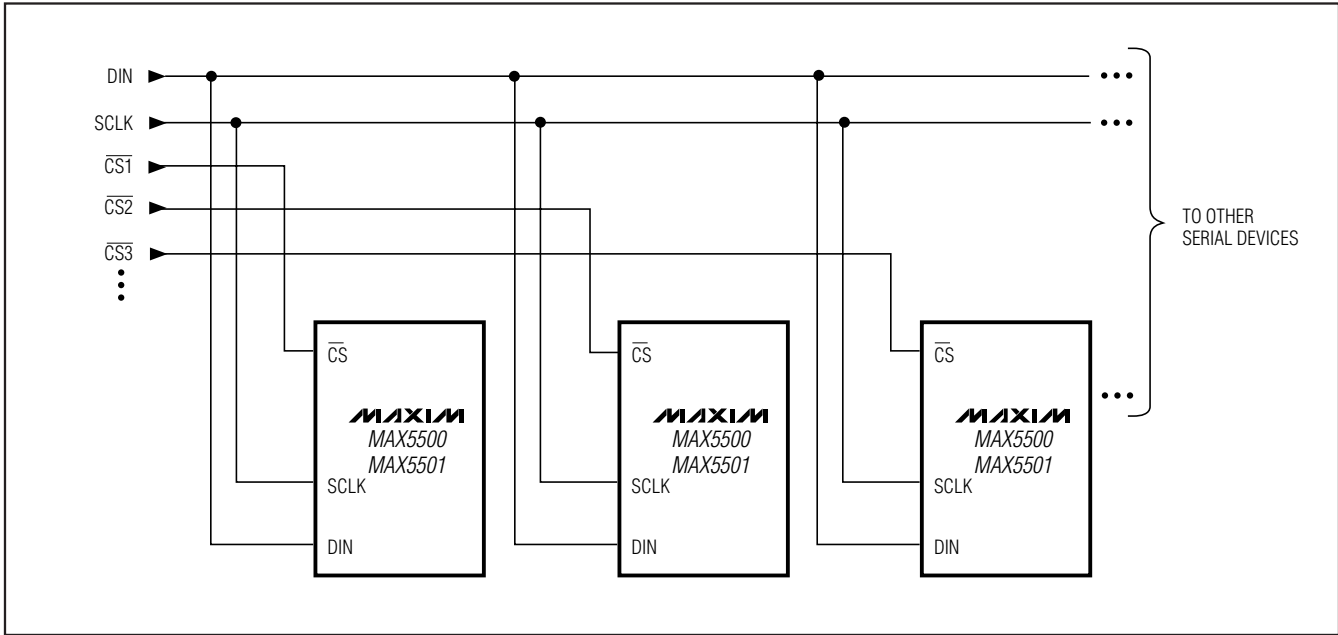 DIN
SCLK
CS1
CS2
CS3
TO OTHER
SERIAL DEVICES
CS
MAXIM
MAX5500
MAX5501
SCLK
DIN
CS
MAXIM
MAX5500
MAX5501
SCLK
DIN
CS
MAXIM
MAX5500
MAX5501
SCLK
DIN